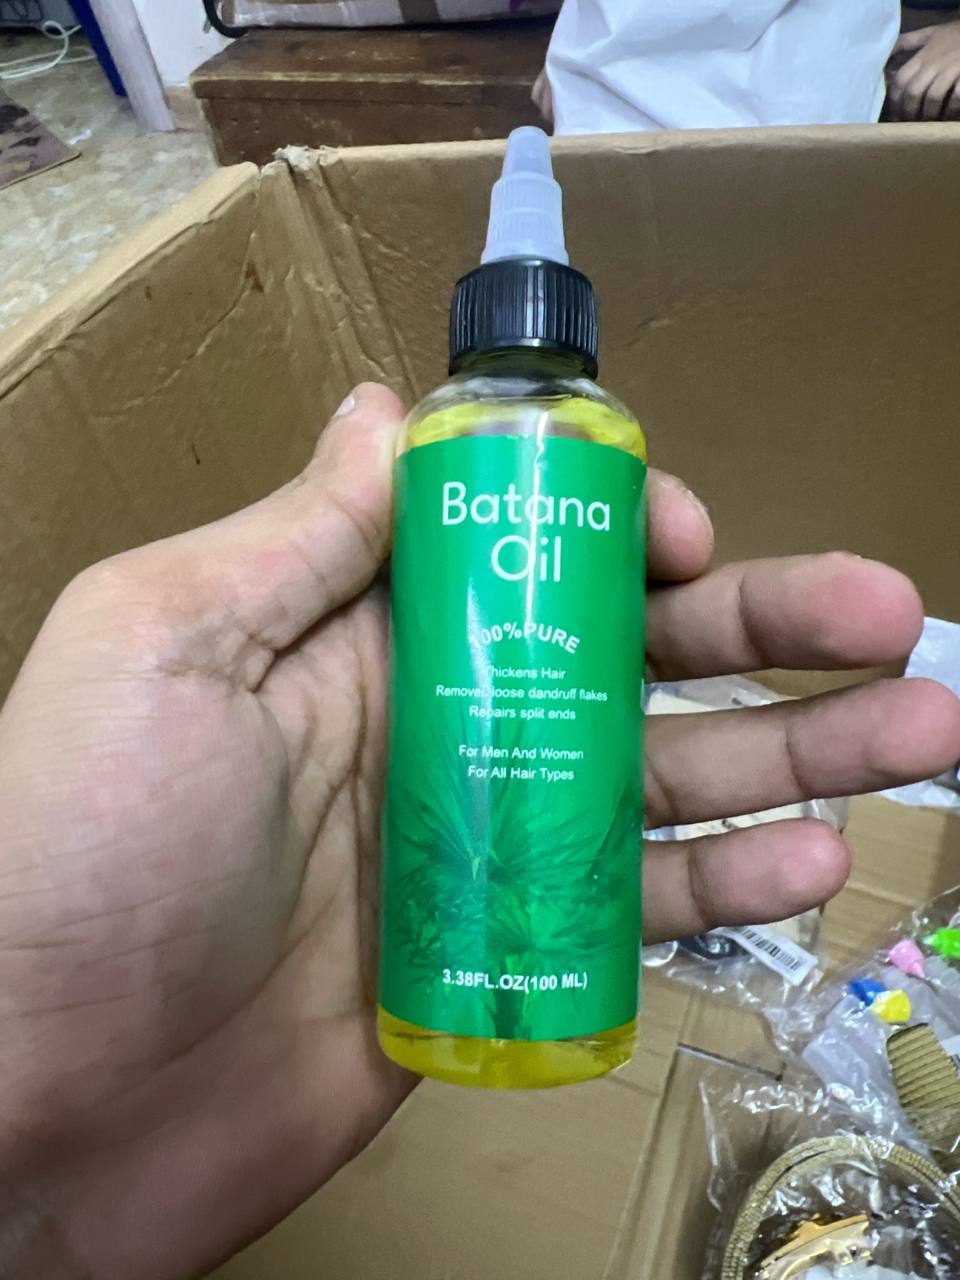 Batana
Oil
100%PURE
Thickens Hair
Removes loose dandruff flakes
Repairs split ends
For Men And Women
For All Hair Types
3.38FL.OZ(100 ML)